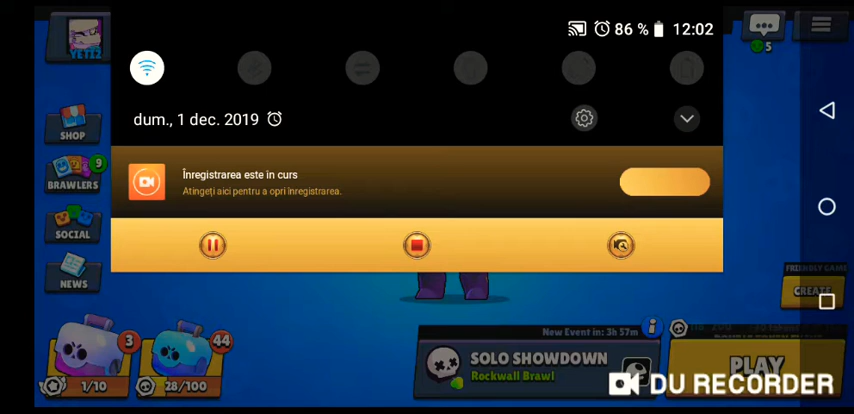 86 % 12:02
YETI2
5
dum., 1 dec. 2019
SHOP
Înregistrarea este în curs
Atingeți aici pentru a opri înregistrarea.
9
BRAWLERS
SOCIAL
NEWS
FRIENDLY GAME
CREATE
New Event in: 3h 57m
3
44
SOLO SHOWDOWN
Rockwall Brawl
PLAY
1/10
28/100
DU RECORDER